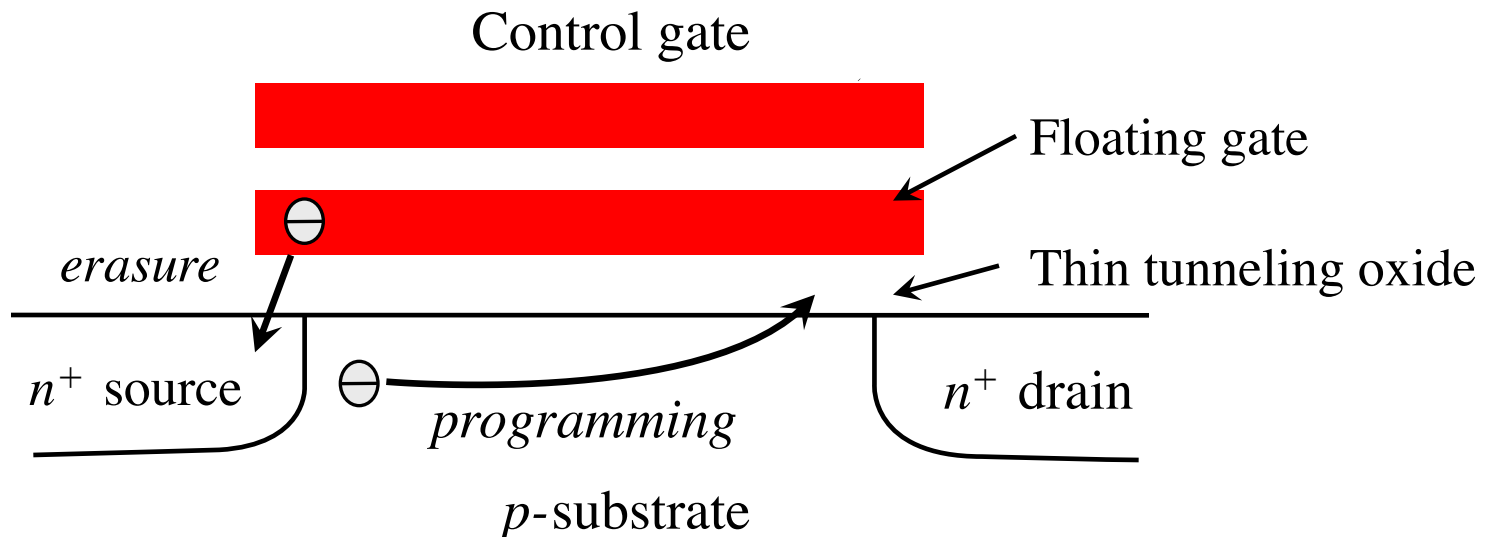 Control gate
Floating gate
erasure
Thin tunneling oxide
n⁺ source
programming
n⁺ drain
p-substrate